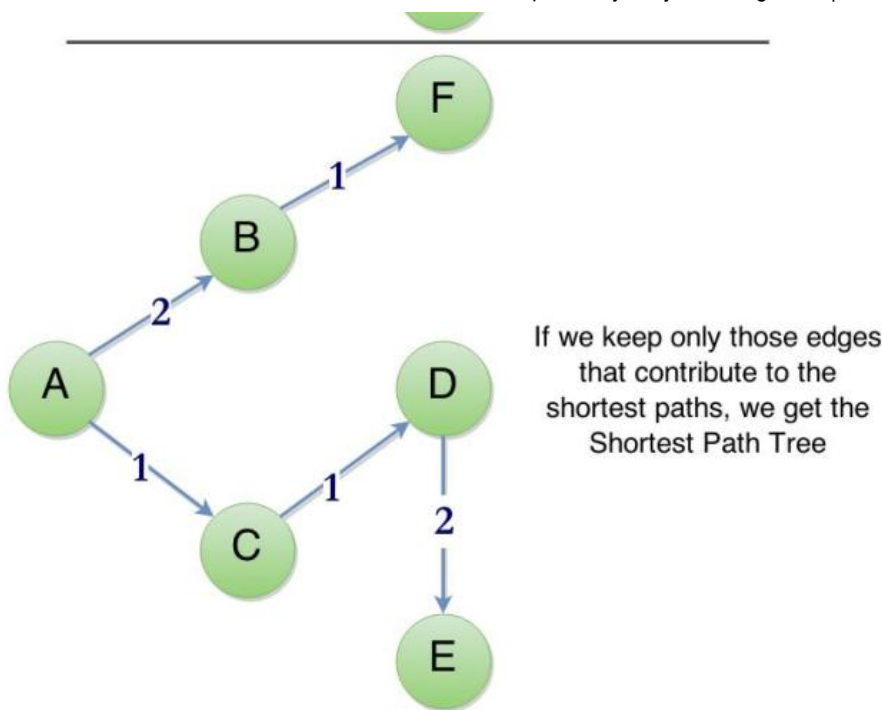 F
1
B
2
A
D
If we keep only those edges
that contribute to the
shortest paths, we get the
Shortest Path Tree
1
1
C
2
E